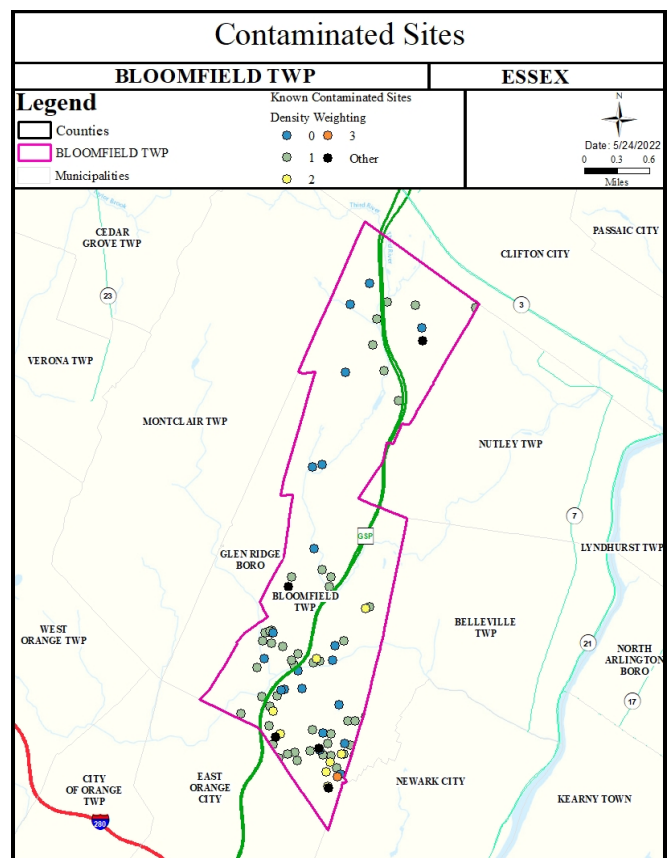 Contaminated Sites
BLOOMFIELD TWP
ESSEX
Legend
Counties
BLOOMFIELD TWP
Municipalities
Known Contaminated Sites
Density Weighting
0
3
1
Other
2
N
Date: 5/24/2022
0
0.3
0.6
Miles
Third River
CEDAR
GROVE TWP
PASSAIC CITY
CLIFTON CITY
23
3
VERONA TWP
MONTCLAIR TWP
NUTLEY TWP
7
GSP
LYNDHURST TWP
GLEN RIDGE
BORO
BLOOMFIELD
TWP
WEST
ORANGE TWP
BELLEVILLE
TWP
21
NORTH
ARLINGTON
BORO
17
CITY
OF ORANGE
TWP
EAST
ORANGE
CITY
NEWARK CITY
KEARNY TOWN
280